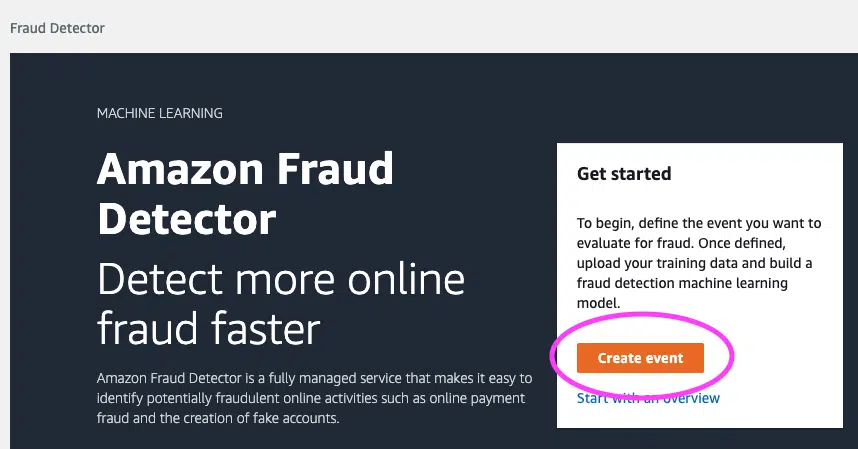 Fraud Detector
MACHINE LEARNING
Amazon Fraud
Detector
Detect more online
fraud faster
Amazon Fraud Detector is a fully managed service that makes it easy to
identify potentially fraudulent online activities such as online payment
fraud and the creation of fake accounts.
Get started
To begin, define the event you want to
evaluate for fraud. Once defined,
upload your training data and build a
fraud detection machine learning
model.
Create event
Start with an overview